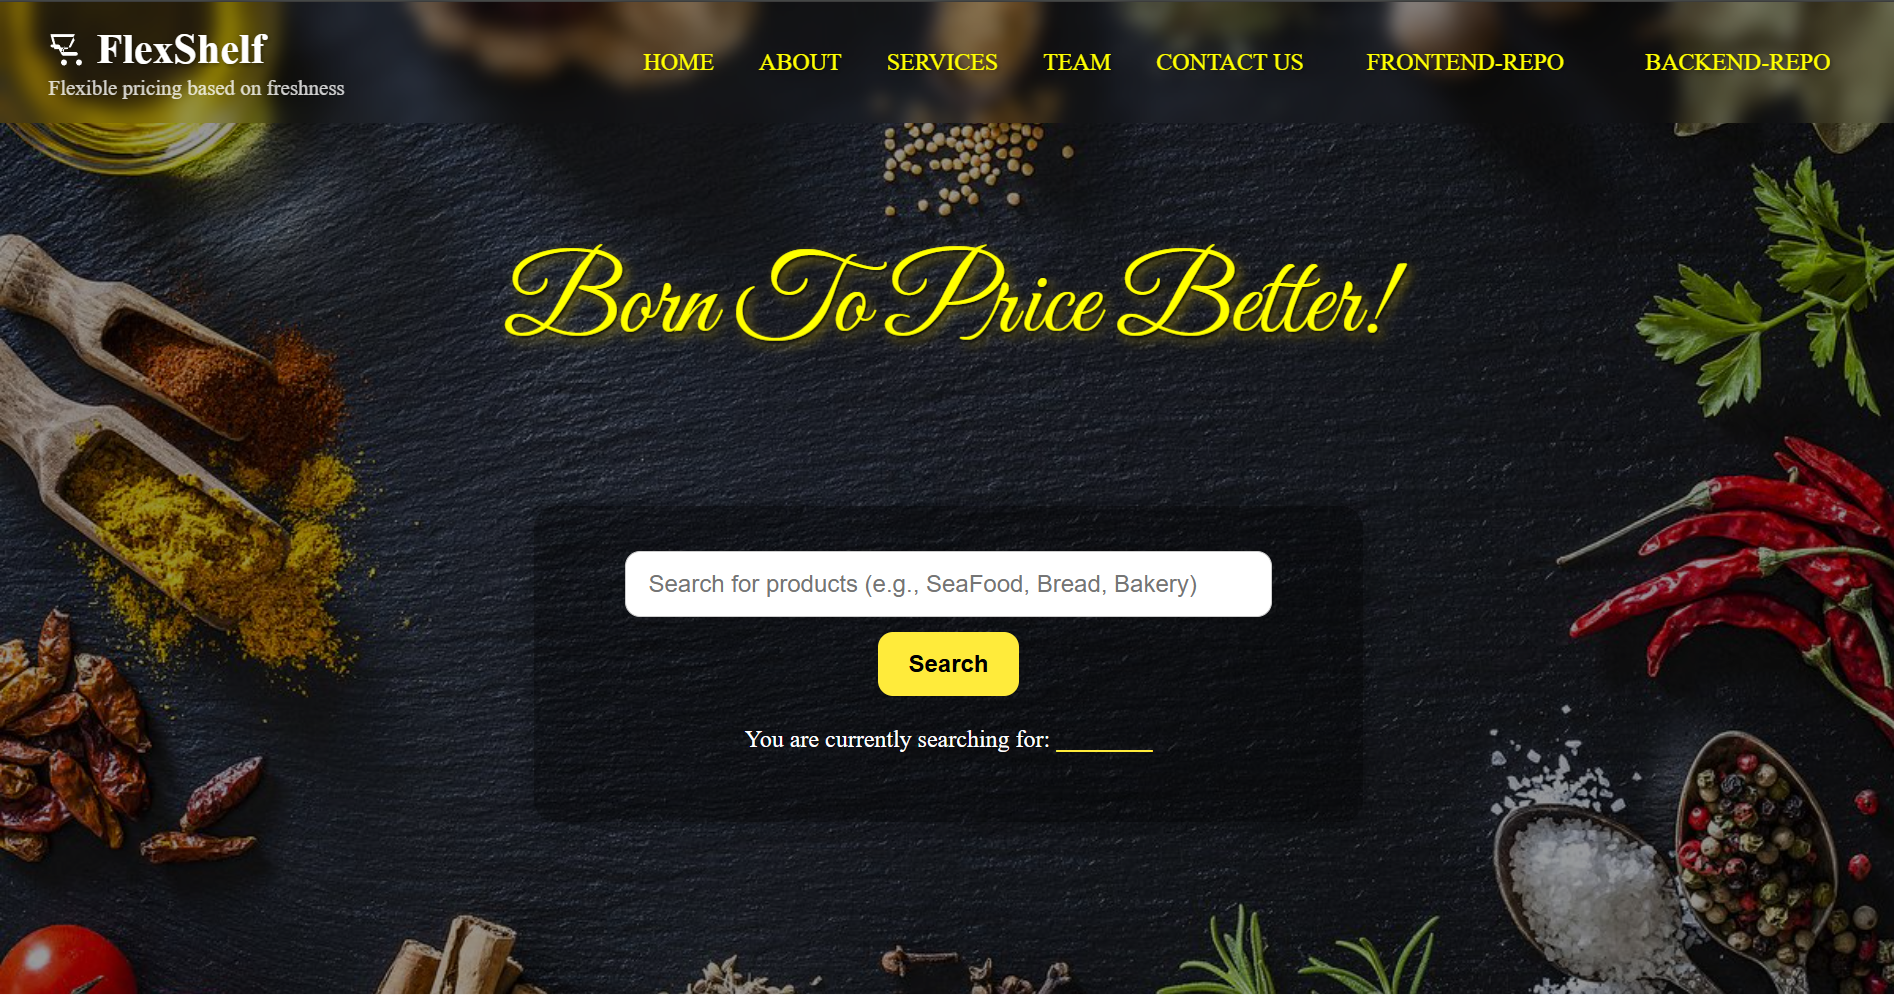 FlexShelf
Flexible pricing based on freshness
HOME ABOUT SERVICES TEAM CONTACT US FRONTEND-REPO BACKEND-REPO
Born To Price Better!
Search for products (e.g., SeaFood, Bread, Bakery)
Search
You are currently searching for: ________